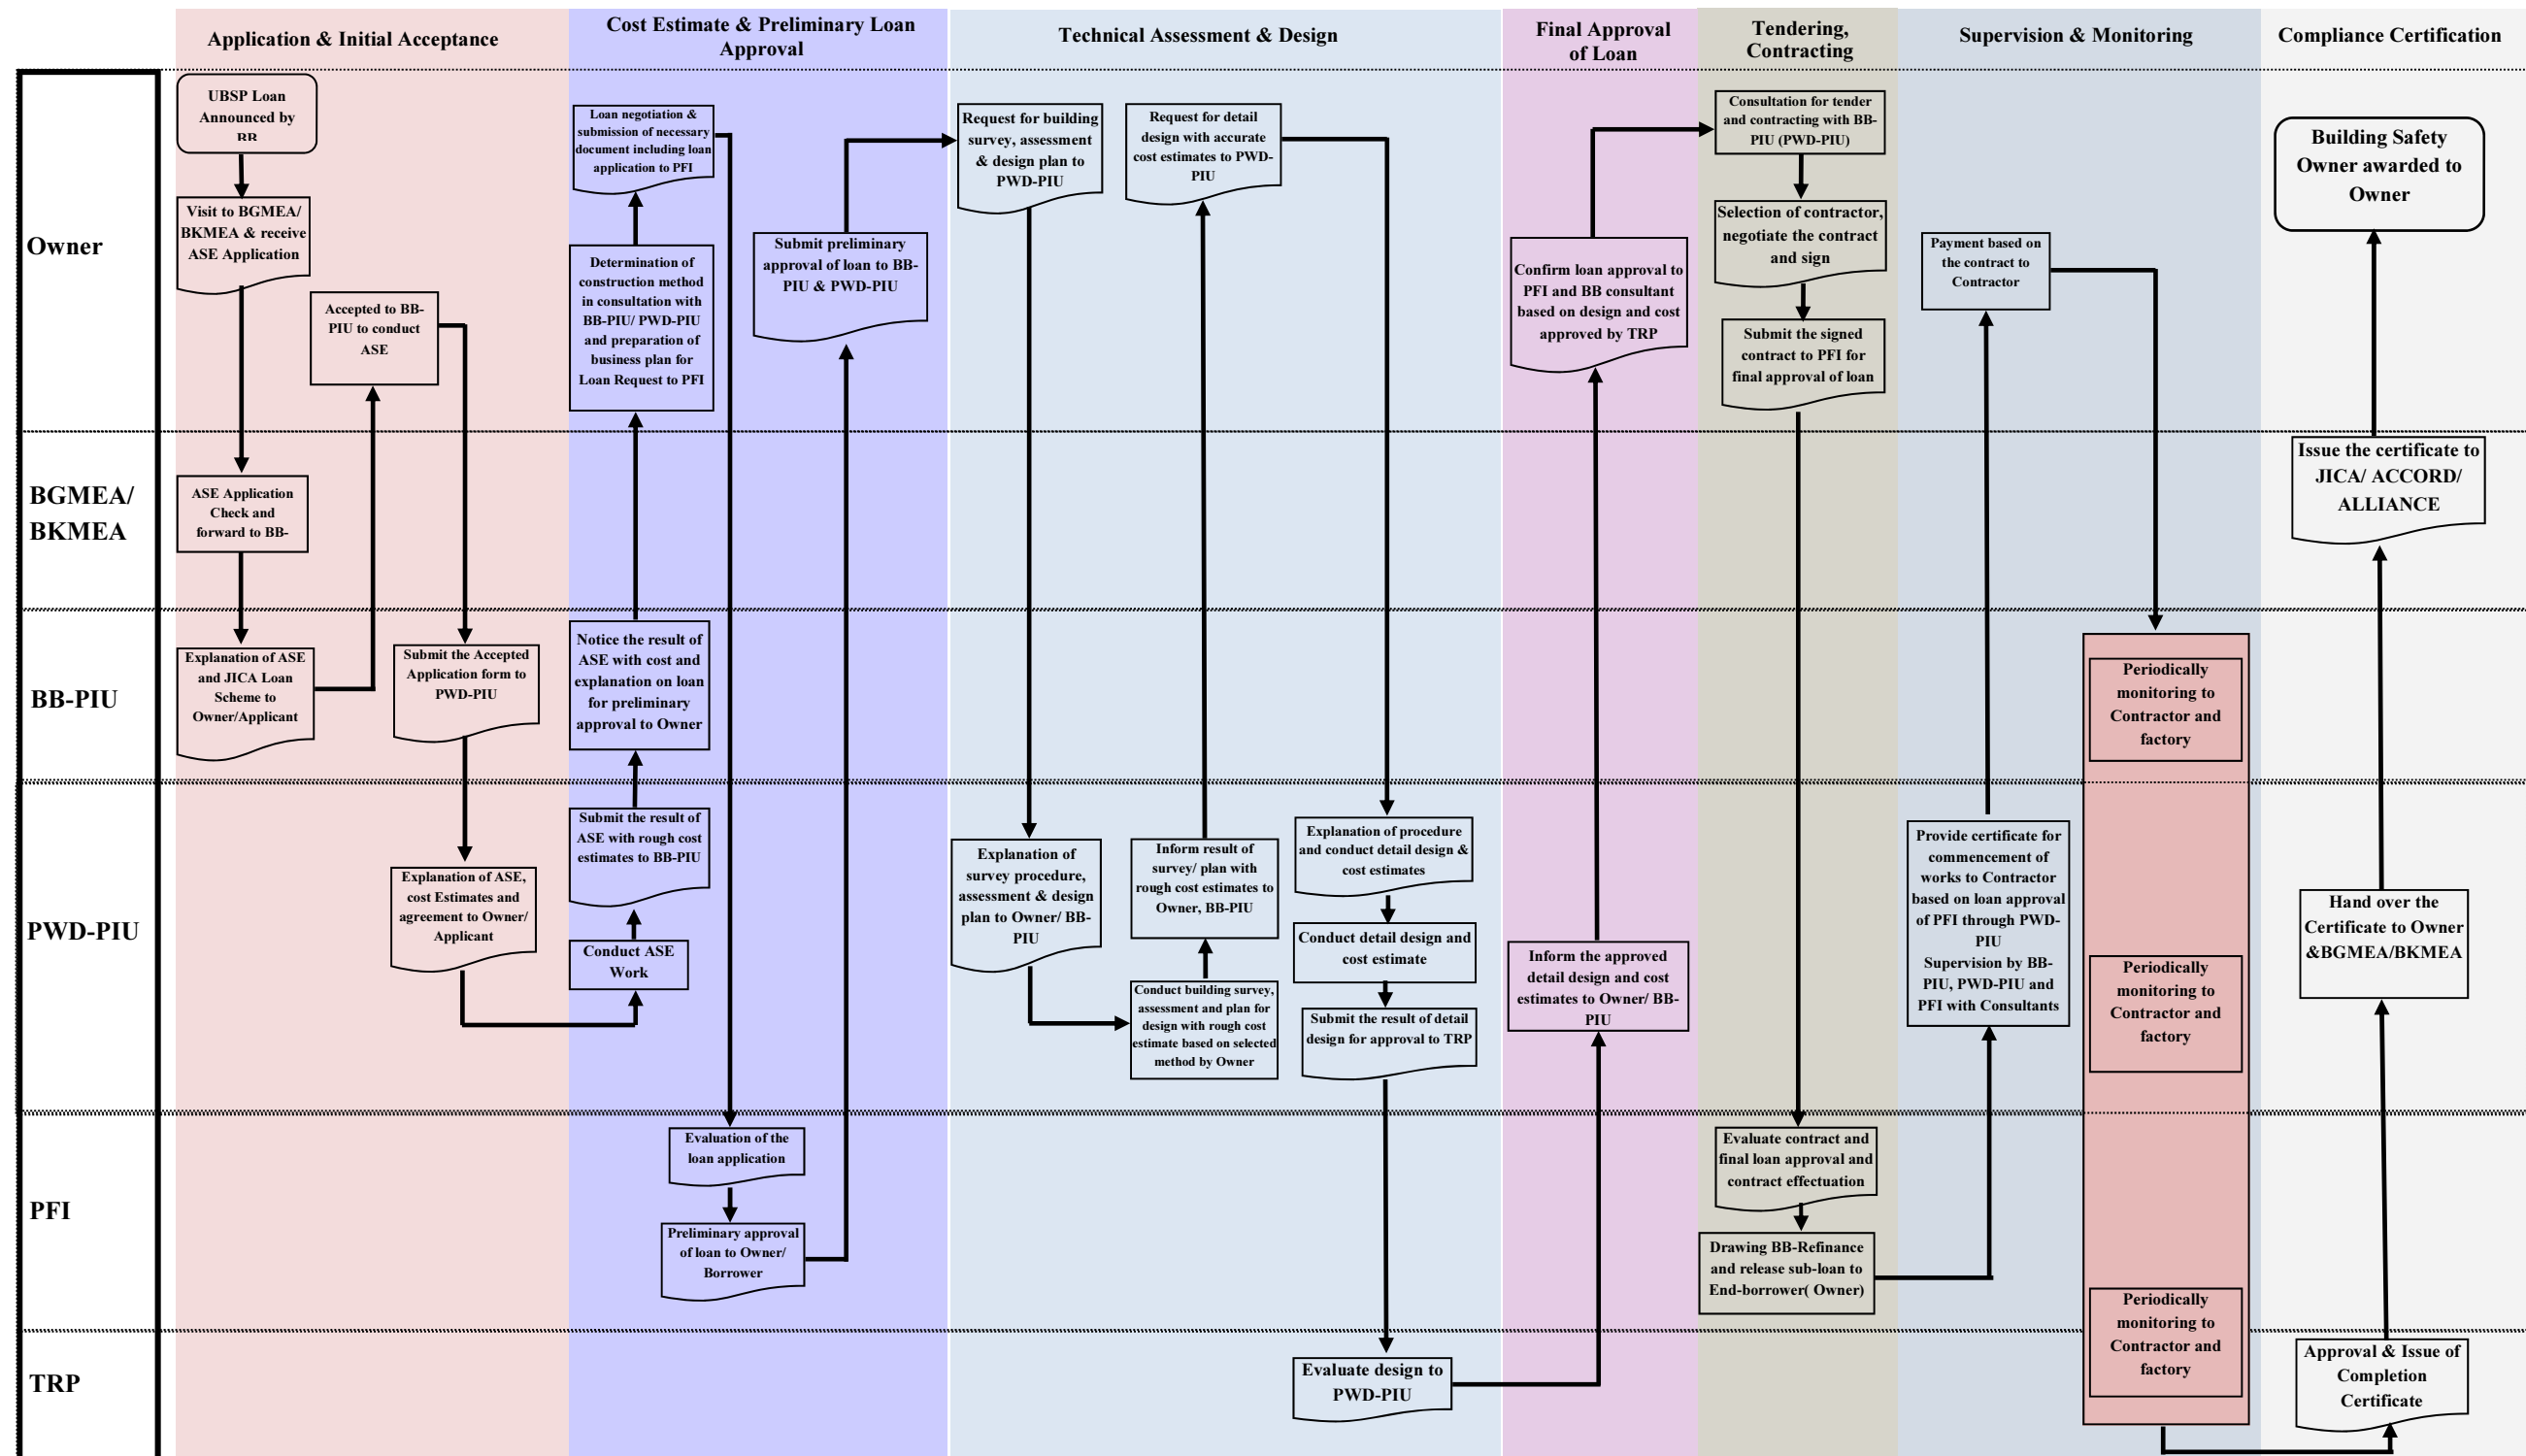 Application & Initial Acceptance
Cost Estimate & Preliminary Loan
Approval
Technical Assessment & Design
Final Approval
of Loan
Tendering,
Contracting
Supervision & Monitoring
Compliance Certification
Owner
UBSP Loan
Announced by
BB
Visit to BGMEA/
BKMEA & receive
ASE Application
Accepted to BB-
PIU to conduct
ASE
Loan negotiation &
submission of necessary
document including loan
application to PFI
Determination of
construction method
in consultation with
BB-PIU/ PWD-PIU
and preparation of
business plan for
Loan Request to PFI
Submit preliminary
approval of loan to BB-
PIU & PWD-PIU
Request for building
survey, assessment
& design plan to
PWD-PIU
Request for detail
design with accurate
cost estimates to PWD-
PIU
Confirm loan approval to
PFI and BB consultant
based on design and cost
approved by TRP
Consultation for tender
and contracting with BB-
PIU (PWD-PIU)
Selection of contractor,
negotiate the contract
and sign
Submit the signed
contract to PFI for
final approval of loan
Payment based on
the contract to
Contractor
Building Safety
Owner awarded to
Owner
BGMEA/
BKMEA
ASE Application
Check and
forward to BB-
Issue the certificate to
JICA/ ACCORD/
ALLIANCE
BB-PIU
Explanation of ASE
and JICA Loan
Scheme to
Owner/Applicant
Submit the Accepted
Application form to
PWD-PIU
Notice the result of
ASE with cost and
explanation on loan
for preliminary
approval to Owner
Periodically
monitoring to
Contractor and
factory
PWD-PIU
Explanation of ASE,
cost Estimates and
agreement to Owner/
Applicant
Submit the result of
ASE with rough cost
estimates to BB-PIU
Conduct ASE
Work
Explanation of
survey procedure,
assessment & design
plan to Owner/ BB-
PIU
Inform result of
survey/ plan with
rough cost estimates to
Owner, BB-PIU
Conduct building survey,
assessment and plan for
design with rough cost
estimate based on selected
method by Owner
Explanation of procedure
and conduct detail design &
cost estimates
Conduct detail design and
cost estimate
Submit the result of detail
design for approval to TRP
Inform the approved
detail design and cost
estimates to Owner/ BB-
PIU
Provide certificate for
commencement of
works to Contractor
based on loan approval
of PFI through PWD-
PIU
Supervision by BB-
PIU, PWD-PIU and
PFI with Consultants
Periodically
monitoring to
Contractor and
factory
Hand over the
Certificate to Owner
&BGMEA/BKMEA
PFI
Evaluation of the
loan application
Preliminary approval
of loan to Owner/
Borrower
Evaluate contract and
final loan approval and
contract effectuation
Drawing BB-Refinance
and release sub-loan to
End-borrower( Owner)
Periodically
monitoring to
Contractor and
factory
TRP
Evaluate design to
PWD-PIU
Approval & Issue of
Completion
Certificate